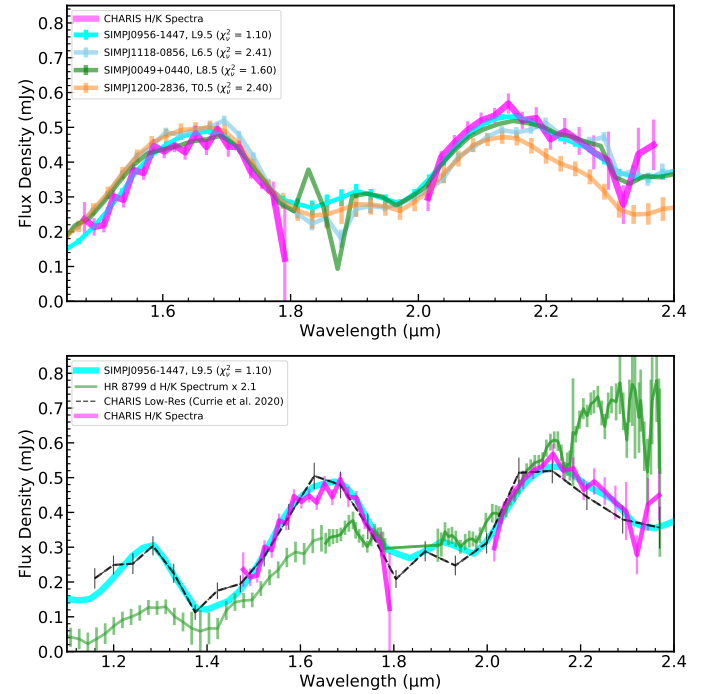 CHARIS H/K Spectra
SIMPJ0956-1447, L9.5 (χ²ᵥ = 1.10)
SIMPJ1118-0856, L6.5 (χ²ᵥ = 2.41)
SIMPJ0049+0440, L8.5 (χ²ᵥ = 1.60)
SIMPJ1200-2836, T0.5 (χ²ᵥ = 2.40)
Flux Density (mJy)
0.8
0.7
0.6
0.5
0.4
0.3
0.2
0.1
0.0
1.6 1.8 2.0 2.2 2.4
Wavelength (μm)
SIMPJ0956-1447, L9.5 (χ²ᵥ = 1.10)
HR 8799 d H/K Spectrum x 2.1
CHARIS Low-Res (Currie et al. 2020)
CHARIS H/K Spectra
Flux Density (mJy)
0.8
0.7
0.6
0.5
0.4
0.3
0.2
0.1
0.0
1.2 1.4 1.6 1.8 2.0 2.2 2.4
Wavelength (μm)